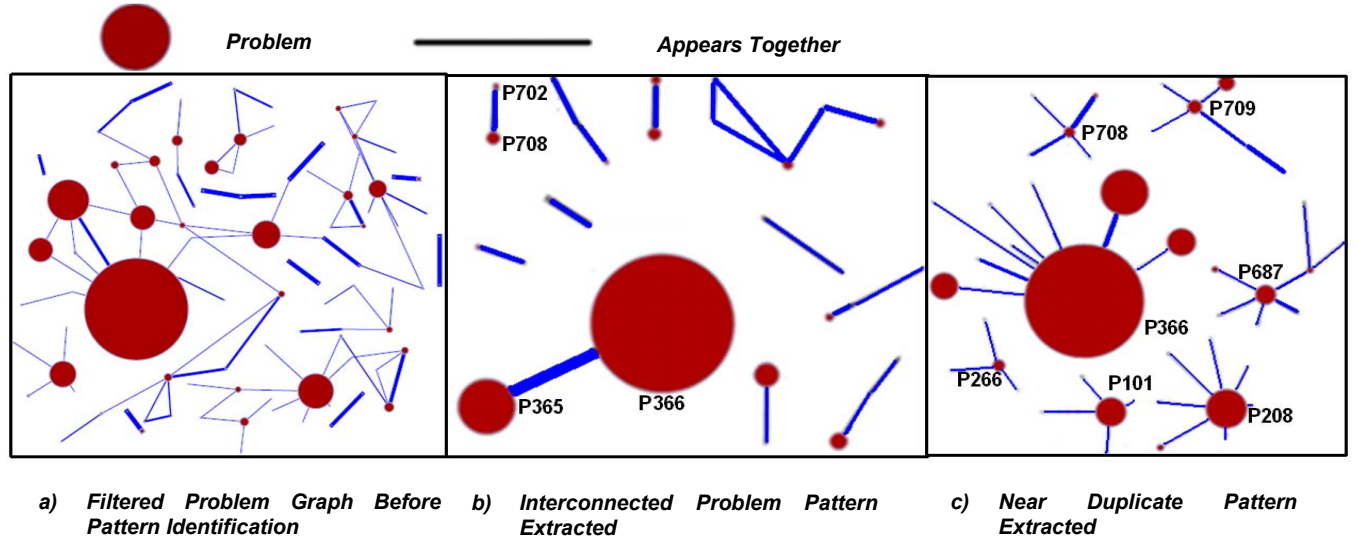 Problem
Appears Together
P702
P708
P365
P366
P708
P709
P687
P366
P266
P101
P208
a) Filtered Problem Graph Before
Pattern Identification
b) Interconnected Problem Pattern
Extracted
c) Near Duplicate Pattern
Extracted